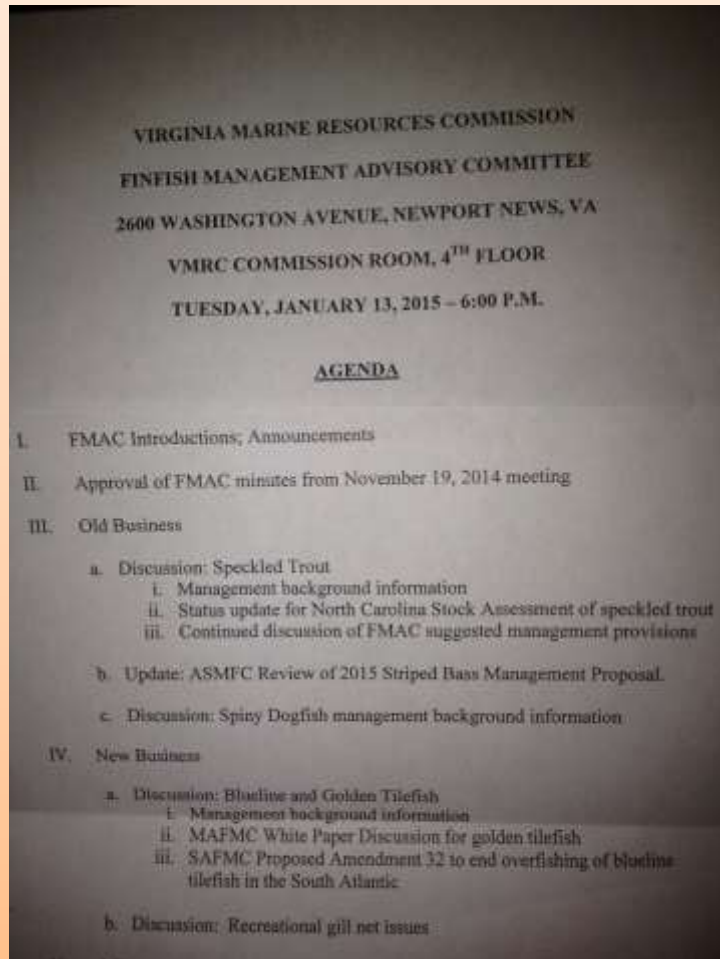 VIRGINIA MARINE RESOURCES COMMISSION
FINFISH MANAGEMENT ADVISORY COMMITTEE
2600 WASHINGTON AVENUE, NEWPORT NEWS, VA
VMRC COMMISSION ROOM, 4TH FLOOR
TUESDAY, JANUARY 13, 2015 – 6:00 P.M.
AGENDA
I. FMAC Introductions; Announcements
II. Approval of FMAC minutes from November 19, 2014 meeting
III. Old Business
a. Discussion: Speckled Trout
i. Management background information
ii. Status update for North Carolina Stock Assessment of speckled trout
iii. Continued discussion of FMAC suggested management provisions
b. Update: ASMFC Review of 2015 Striped Bass Management Proposal.
c. Discussion: Spiny Dogfish management background information
IV. New Business
a. Discussion: Blueline and Golden Tilefish
i. Management background information
ii. MAFMC White Paper Discussion for golden tilefish
iii. SAFMC Proposed Amendment 32 to end overfishing of blueline
tilefish in the South Atlantic
b. Discussion: Recreational gill net issues